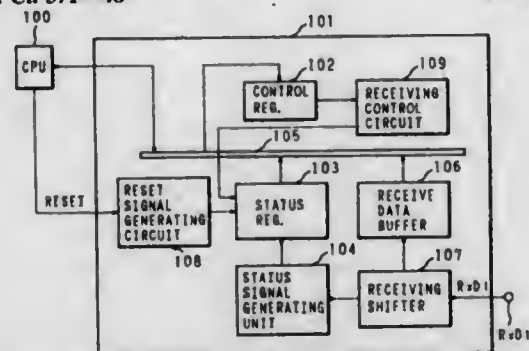 100
101
CPU
102
109
CONTROL
REG.
RECEIVING
CONTROL
CIRCUIT
105
103
106
RESET
RESET
SIGNAL
GENERATING
CIRCUIT
STATUS
REG.
RECEIVE
DATA
BUFFER
108
104
107
STATUS
SIGNAL
GENERATING
UNIT
RECEIVING
SHIFTER
RxD1
RxD1